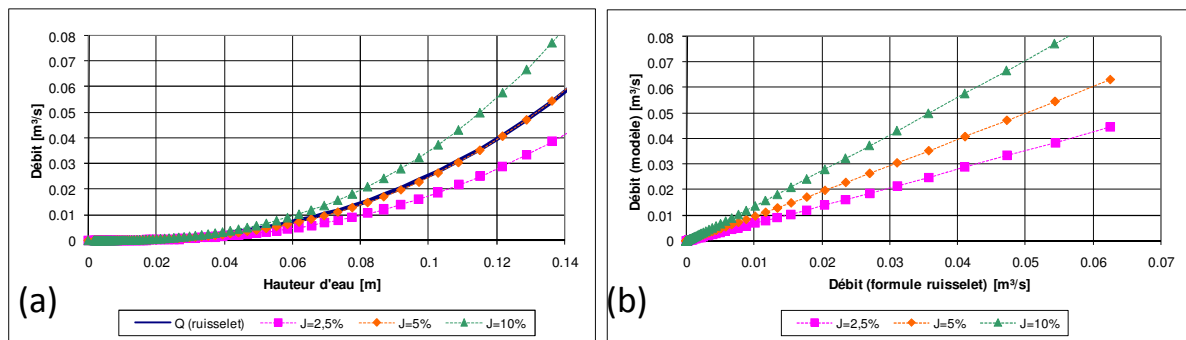 0.08
0.07
0.06
0.05
0.04
0.03
0.02
0.01
0
Débit [m³/s]
0 0.02 0.04 0.06 0.08 0.1 0.12 0.14
Hauteur d'eau [m]
(a)
Q (ruisselet) J=2,5% J=5% J=10%
0.08
0.07
0.06
0.05
0.04
0.03
0.02
0.01
0
Débit (modèle) [m³/s]
0 0.01 0.02 0.03 0.04 0.05 0.06 0.07
Débit (formule ruisselet) [m³/s]
(b)
J=2,5% J=5% J=10%